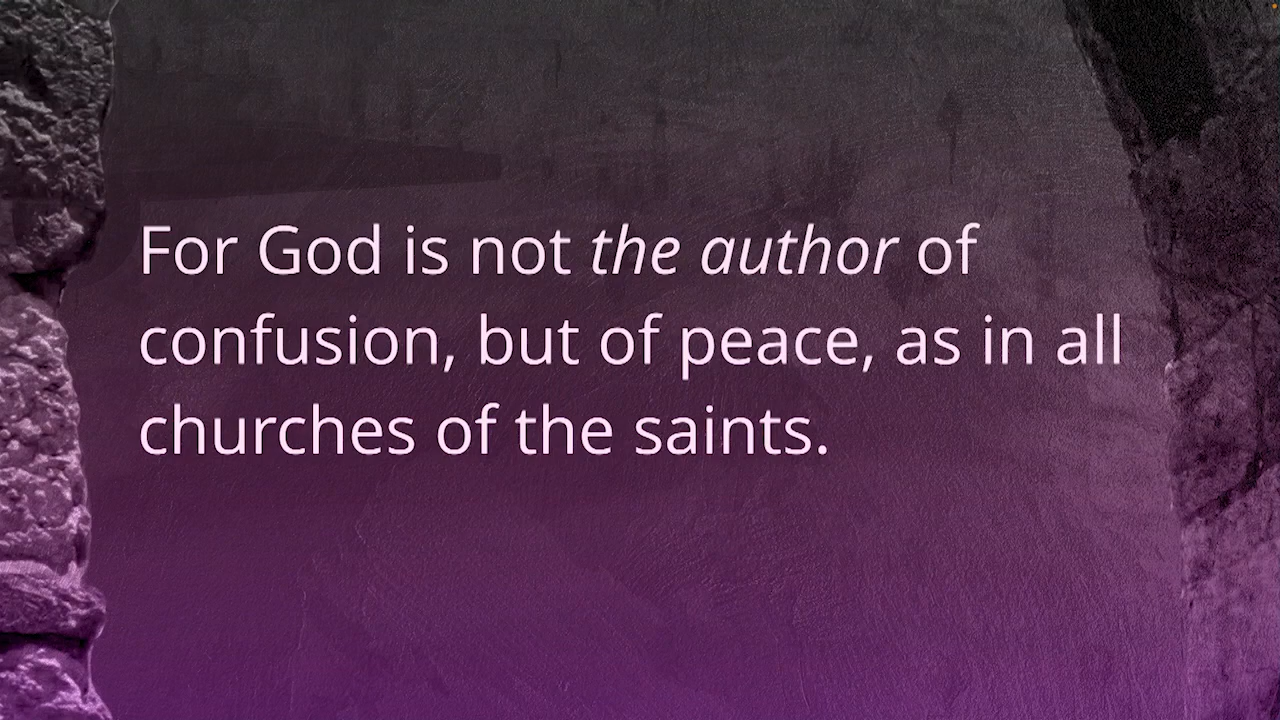 For God is not the author of
confusion, but of peace, as in all
churches of the saints.